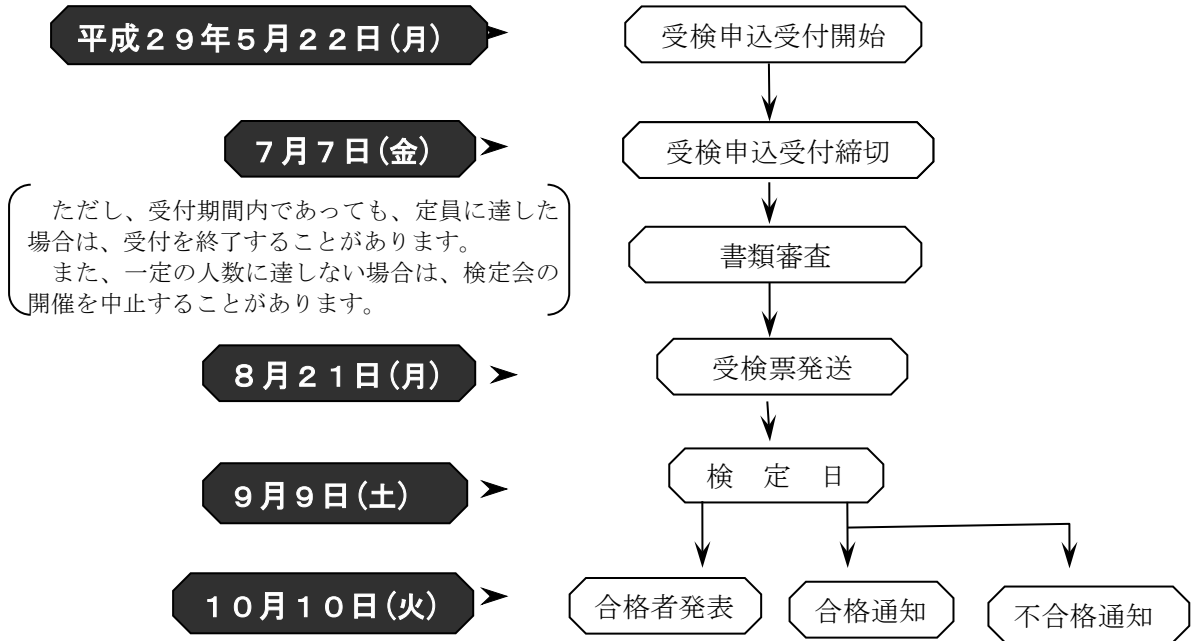 平成２９年５月２２日(月)
受検申込受付開始
７月７日(金)
受検申込受付締切
ただし、受付期間内であっても、定員に達した
場合は、受付を終了することがあります。
また、一定の人数に達しない場合は、検定会の
開催を中止することがあります。
書類審査
８月２１日(月)
受検票発送
９月９日(土)
検　定　日
１０月１０日(火)
合格者発表
合格通知
不合格通知